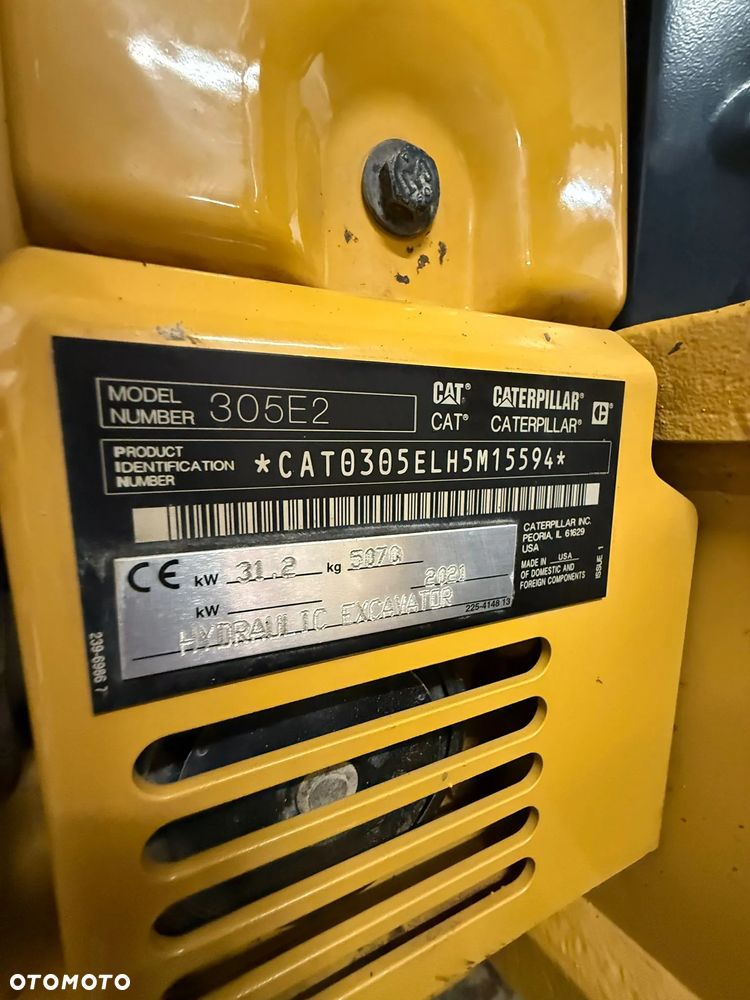 MODEL
NUMBER 305E2
CAT® CATERPILLAR® C
CAT® CATERPILLAR®
PRODUCT
IDENTIFICATION
NUMBER *CAT0305ELH5M15594*
CATERPILLAR INC.
PEORIA, IL 61629
USA
MADE IN USA
OF DOMESTIC AND
FOREIGN COMPONENTS
ISSUE 1
CE kW 31.2 kg 5070
kW 2020
HYDRAULIC EXCAVATOR
225-4148 13
239-6986 7
OTOMOTO